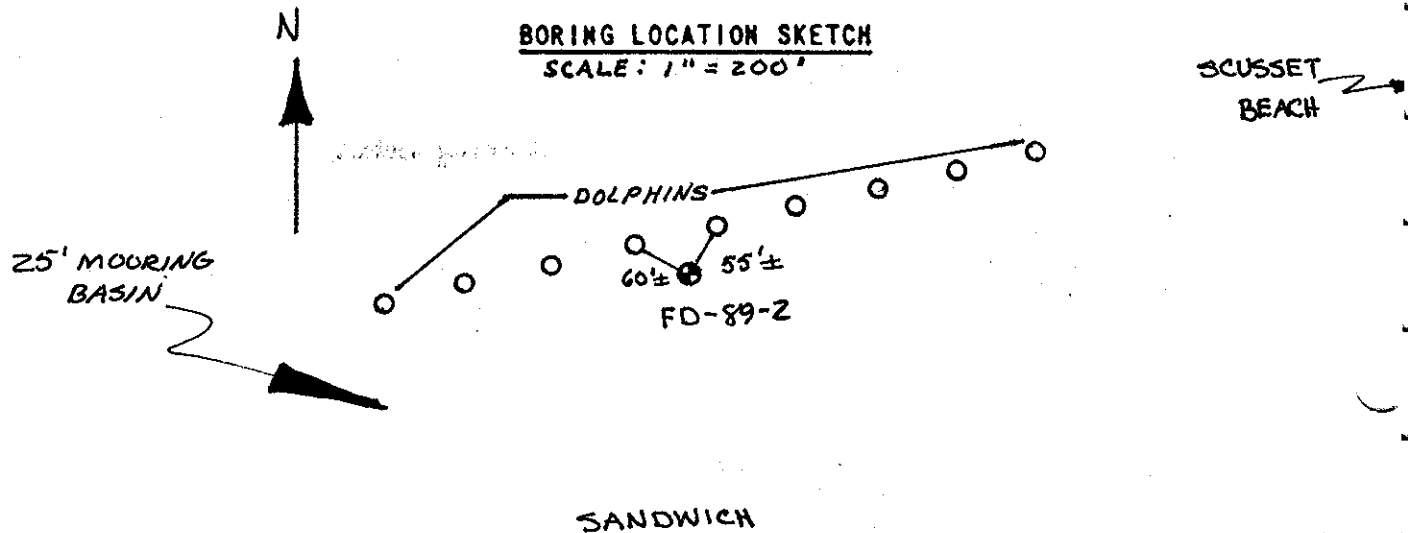 N
BORING LOCATION SKETCH
SCALE: 1" = 200'
SCUSSET
BEACH
DOLPHINS
25' MOORING
BASIN
60'± 55'±
FD-89-2
SANDWICH